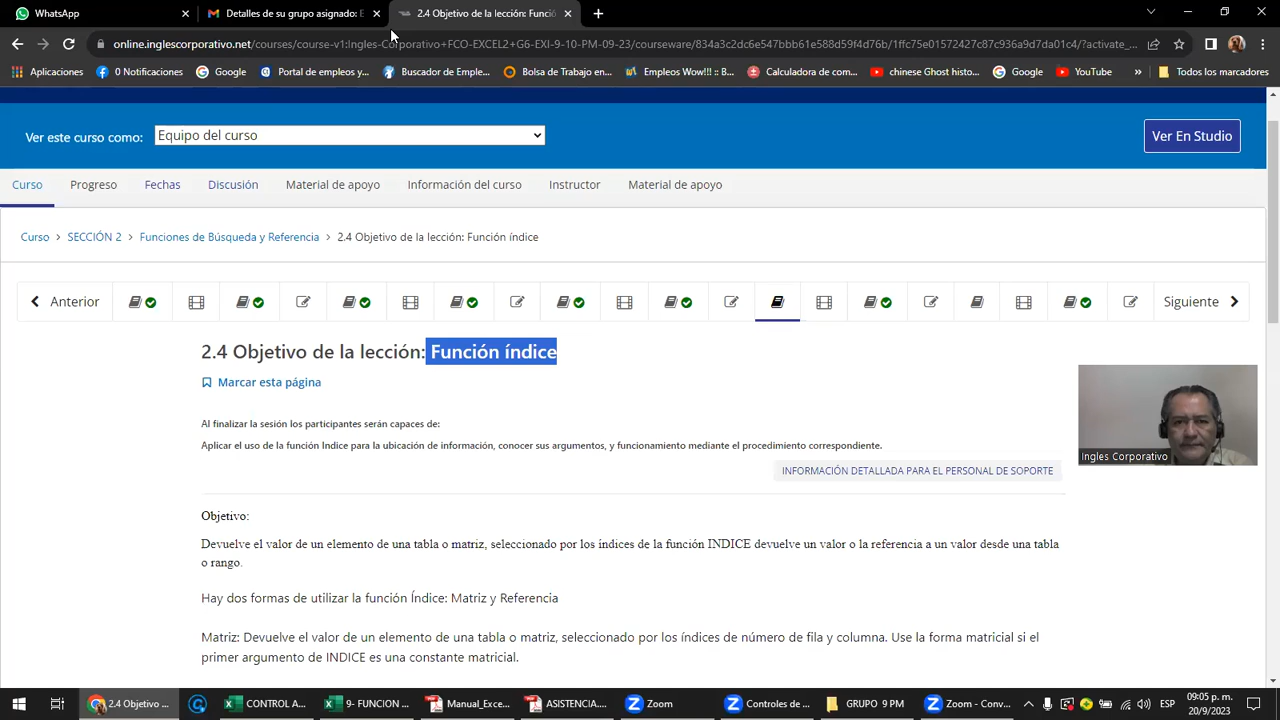 WhatsApp
Detalles de su grupo asignado: E
2.4 Objetivo de la lección: Funció
online.inglescorporativo.net/courses/course-v1:Ingles-Corporativo+FCO-EXCEL2+G6-EXI-9-10-PM-09-23/courseware/834a3c2dc6e547bbb61e588d59f4d76b/1ffc75e01572427c87c936a9d7da01c4/?activate_...
Aplicaciones
0 Notificaciones
Google
Portal de empleos y...
Buscador de Emple...
Bolsa de Trabajo en...
Empleos Wow!!! :: B...
Calculadora de com...
chinese Ghost histo...
Google
YouTube
»
Todos los marcadores
Ver este curso como:
Equipo del curso
Ver En Studio
Curso
Progreso
Fechas
Discusión
Material de apoyo
Información del curso
Instructor
Material de apoyo
Curso > SECCIÓN 2 > Funciones de Búsqueda y Referencia > 2.4 Objetivo de la lección: Función índice
Anterior
Siguiente
2.4 Objetivo de la lección: Función índice
Marcar esta página
Al finalizar la sesión los participantes serán capaces de:
Aplicar el uso de la función Indice para la ubicación de información, conocer sus argumentos, y funcionamiento mediante el procedimiento correspondiente.
Ingles Corporativo
INFORMACIÓN DETALLADA PARA EL PERSONAL DE SOPORTE
Objetivo:
Devuelve el valor de un elemento de una tabla o matriz, seleccionado por los índices de la función INDICE devuelve un valor o la referencia a un valor desde una tabla
o rango.
Hay dos formas de utilizar la función Índice: Matriz y Referencia
Matriz: Devuelve el valor de un elemento de una tabla o matriz, seleccionado por los índices de número de fila y columna. Use la forma matricial si el
primer argumento de INDICE es una constante matricial.
2.4 Objetivo ...
CONTROL A...
9- FUNCION ...
Manual_Exce...
ASISTENCIA....
Zoom
Controles de ...
GRUPO 9 PM
Zoom - Conv...
ESP
09:05 p. m.
20/9/2023